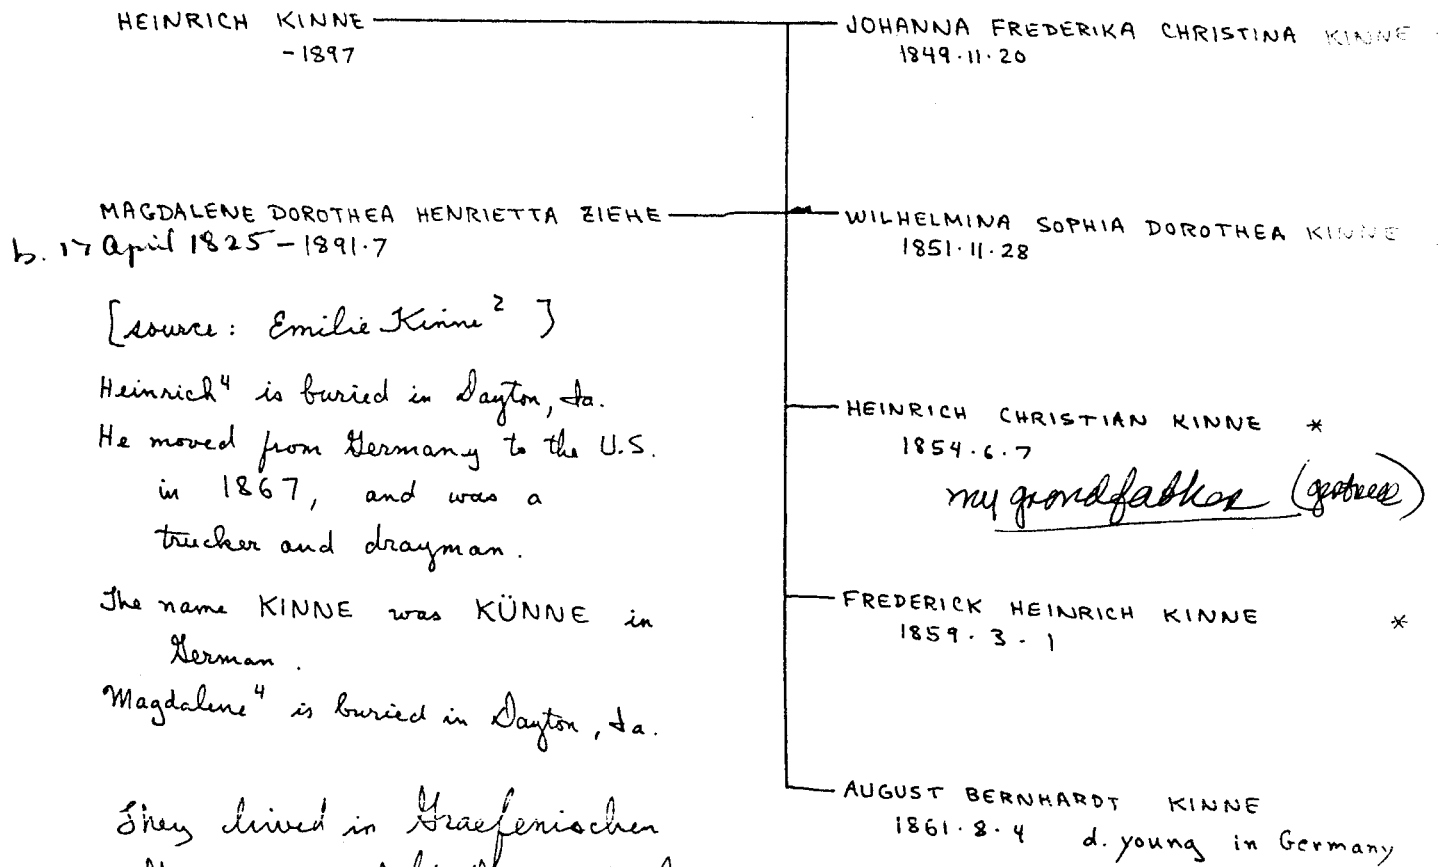 HEINRICH KINNE
-1897
MAGDALENE DOROTHEA HENRIETTA ZIEHE
b. 17 April 1825-1891.7
[source: Emilie Kinne²]
Heinrich⁴ is buried in Dayton, Ia.
He moved from Germany to the U.S.
in 1867, and was a
trucker and drayman.
The name KINNE was KÜNNE in
German.
Magdalene⁴ is buried in Dayton, Ia.
They lived in Graefenischen
JOHANNA FREDERIKA CHRISTINA KINNE
1849.11.20
WILHELMINA SOPHIA DOROTHEA KINNE
1851.11.28
HEINRICH CHRISTIAN KINNE *
1854.6.7
my grandfather
FREDERICK HEINRICH KINNE *
1859.3.1
AUGUST BERNHARDT KINNE
1861.8.4 d. young in Germany